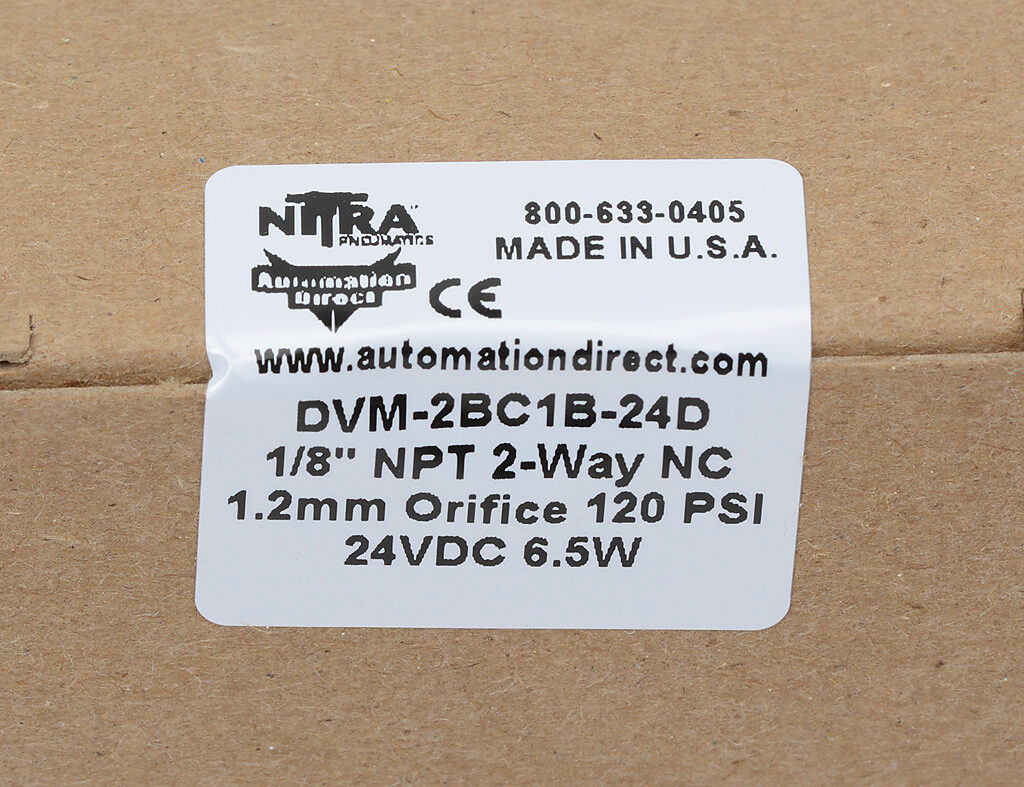 NITRA
PNEUMATICS
800-633-0405
MADE IN U.S.A.
Automation
Direct
CE
www.automationdirect.com
DVM-2BC1B-24D
1/8" NPT 2-Way NC
1.2mm Orifice 120 PSI
24VDC 6.5W